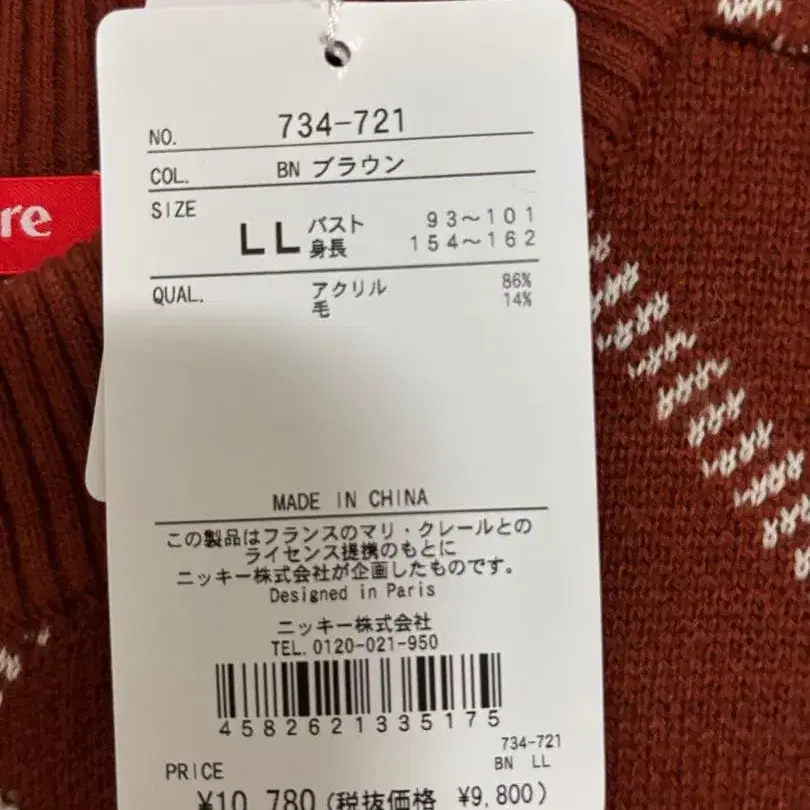 NO. 734-721
COL. BN ブラウン
SIZE LL バスト 93~101
身長 154~162
QUAL. アクリル 86%
毛 14%
re
MADE IN CHINA
この製品はフランスのマリ・クレールとの
ライセンス提携のもとに
ニッキー株式会社が企画したものです。
Designed in Paris
ニッキー株式会社
TEL.0120-021-950
4582621335175
734-721
BN LL
PRICE
¥10,780(税抜価格 ¥9,800)